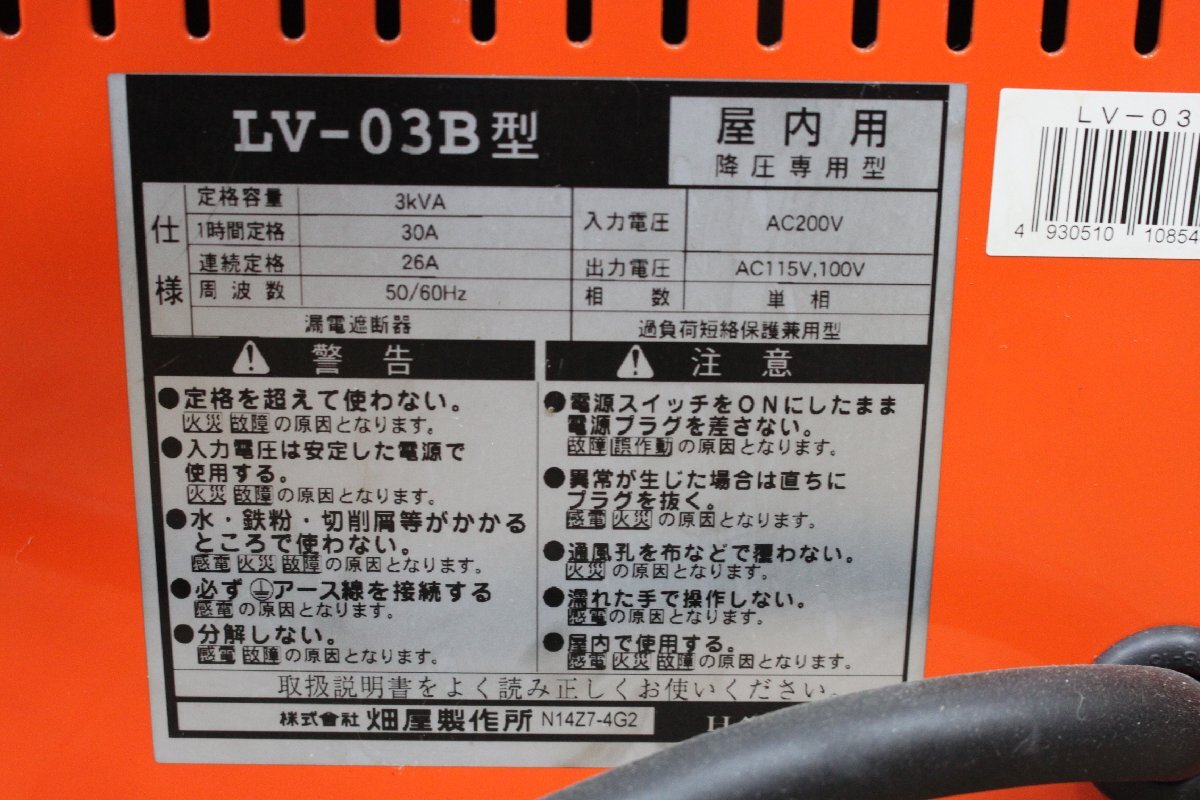 LV-03B型
屋内用
降圧専用型
仕様
定格容量 3kVA
1時間定格 30A
連続定格 26A
周波数 50/60Hz
入力電圧 AC200V
出力電圧 AC115V,100V
相数 単相
漏電遮断器 過負荷短絡保護兼用型
警告
●定格を超えて使わない。
火災 故障 の原因となります。
●入力電圧は安定した電源で
使用する。
火災 故障 の原因となります。
●水・鉄粉・切削屑等がかかる
ところで使わない。
感電 火災 故障 の原因となります。
●必ず⏚アース線を接続する
感電 の原因となります。
●分解しない。
感電 故障 の原因となります。
注意
●電源スイッチをONにしたまま
電源プラグを差さない。
故障 誤作動 の原因となります。
●異常が生じた場合は直ちに
プラグを抜く。
感電 火災 の原因となります。
●通風孔を布などで覆わない。
火災 の原因となります。
●濡れた手で操作しない。
感電 の原因となります。
●屋内で使用する。
感電 火災 故障 の原因となります。
取扱説明書をよく読み正しくお使いください。
株式会社 畑屋製作所 N14Z7-4G2
LV-03
4 930510 10854